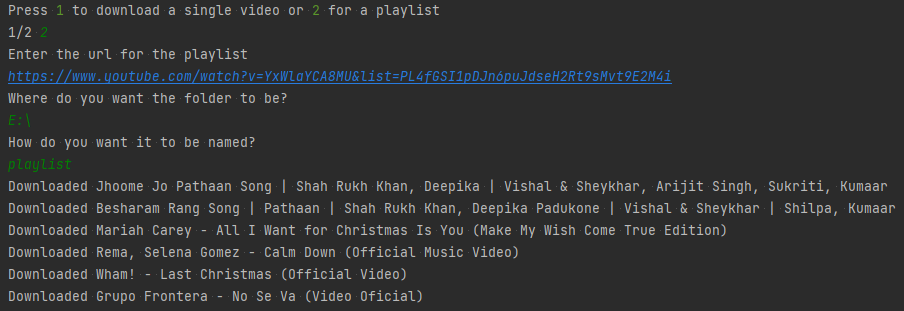 Press 1 to download a single video or 2 for a playlist
1/2 2
Enter the url for the playlist
https://www.youtube.com/watch?v=YxWlaYCA8MU&list=PL4fGSI1pDJn6puJdseH2Rt9sMvt9E2M4i
Where do you want the folder to be?
E:\
How do you want it to be named?
playlist
Downloaded Jhoome Jo Pathaan Song | Shah Rukh Khan, Deepika | Vishal & Sheykhar, Arijit Singh, Sukriti, Kumaar
Downloaded Besharam Rang Song | Pathaan | Shah Rukh Khan, Deepika Padukone | Vishal & Sheykhar | Shilpa, Kumaar
Downloaded Mariah Carey - All I Want for Christmas Is You (Make My Wish Come True Edition)
Downloaded Rema, Selena Gomez - Calm Down (Official Music Video)
Downloaded Wham! - Last Christmas (Official Video)
Downloaded Grupo Frontera - No Se Va (Video Oficial)